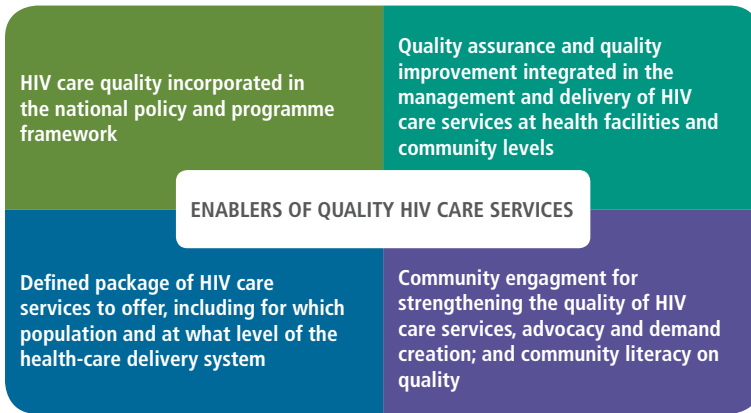 HIV care quality incorporated in
the national policy and programme
framework
Quality assurance and quality
improvement integrated in the
management and delivery of HIV
care services at health facilities and
community levels
ENABLERS OF QUALITY HIV CARE SERVICES
Defined package of HIV care
services to offer, including for which
population and at what level of the
health-care delivery system
Community engagment for
strengthening the quality of HIV
care services, advocacy and demand
creation; and community literacy on
quality